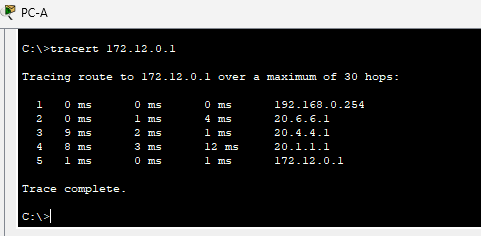 PC-A
C:\>tracert 172.12.0.1
Tracing route to 172.12.0.1 over a maximum of 30 hops:
1 0 ms 0 ms 0 ms 192.168.0.254
2 0 ms 1 ms 4 ms 20.6.6.1
3 9 ms 2 ms 1 ms 20.4.4.1
4 8 ms 3 ms 12 ms 20.1.1.1
5 1 ms 0 ms 1 ms 172.12.0.1
Trace complete.
C:\>